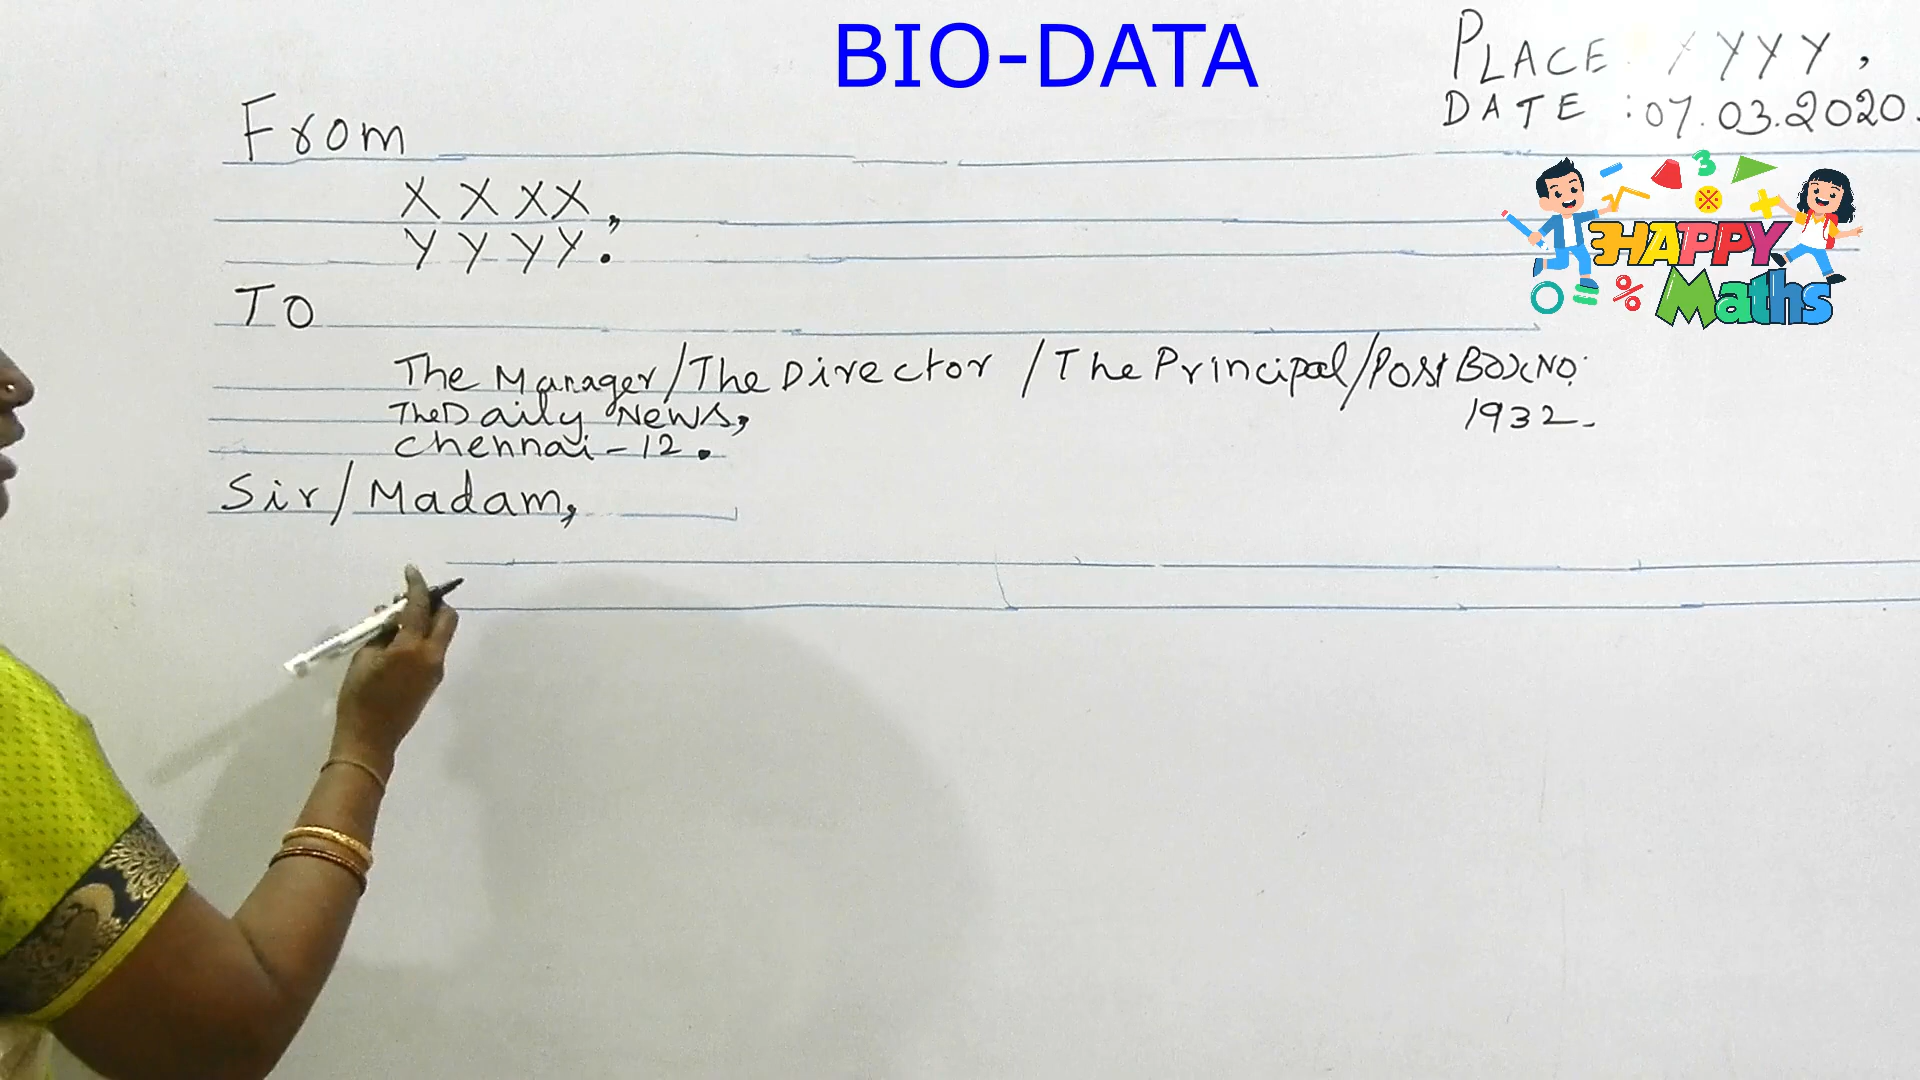 BIO-DATA
PLACE : YYYY,
DATE : 07.03.2020.
From
XXXX,
YYYY.
To
The Manager/The Director/The Principal/Post Box No:
1932.
The Daily News,
Chennai-12.
Sir/Madam,
3
HAPPY
%
Maths